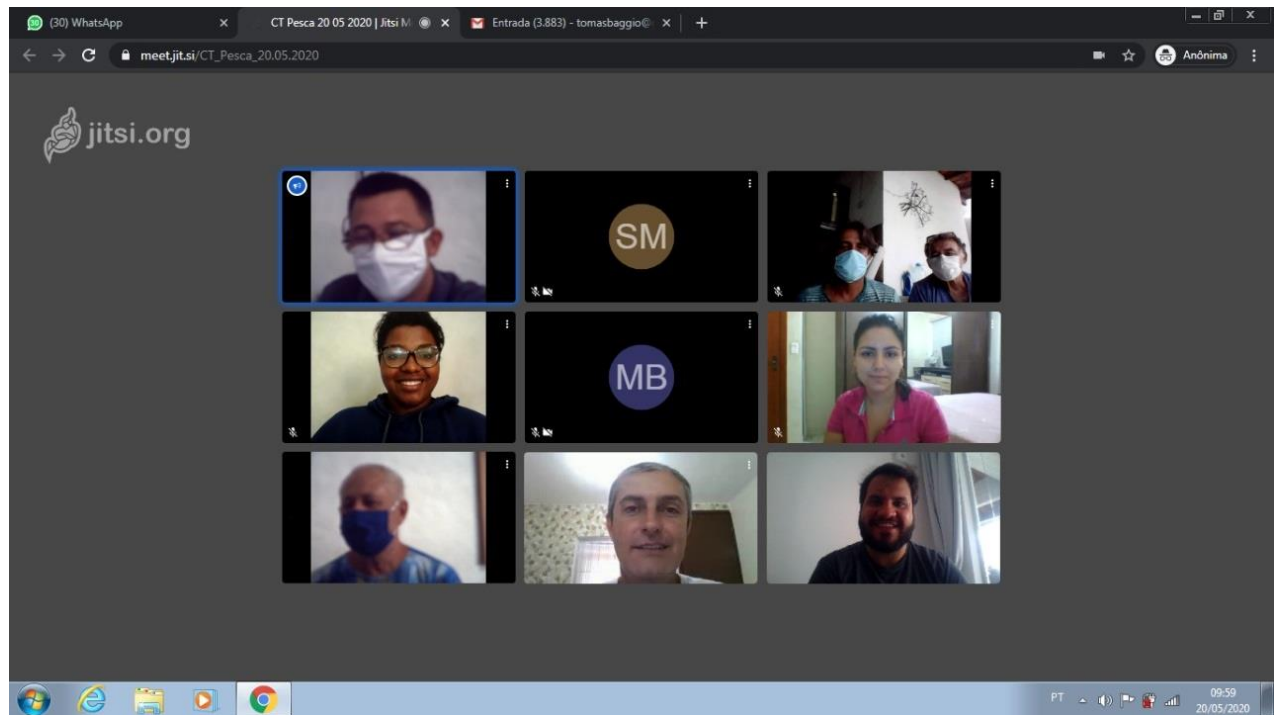 30
(30) WhatsApp
CT Pesca 20 05 2020 | Jitsi M
Entrada (3.883) - tomasbaggio@
meet.jit.si/CT_Pesca_20.05.2020
Anônima
jitsi.org
SM
MB
PT
09:59
20/05/2020